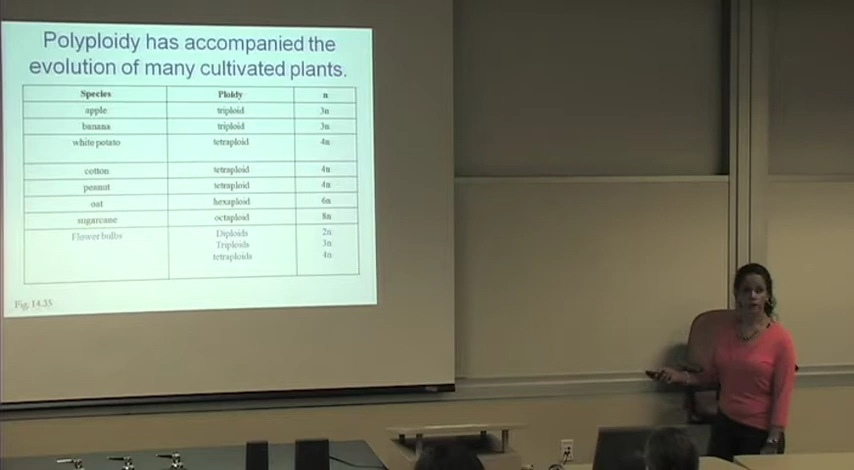 Polyploidy has accompanied the
evolution of many cultivated plants.
Species Ploidy n
apple triploid 3n
banana triploid 3n
white potato tetraploid 4n
cotton tetraploid 4n
peanut tetraploid 4n
oat hexaploid 6n
sugarcane octaploid 8n
Flower bulbs Diploids 2n
Triploids 3n
tetraploids 4n
Fig. 14.35